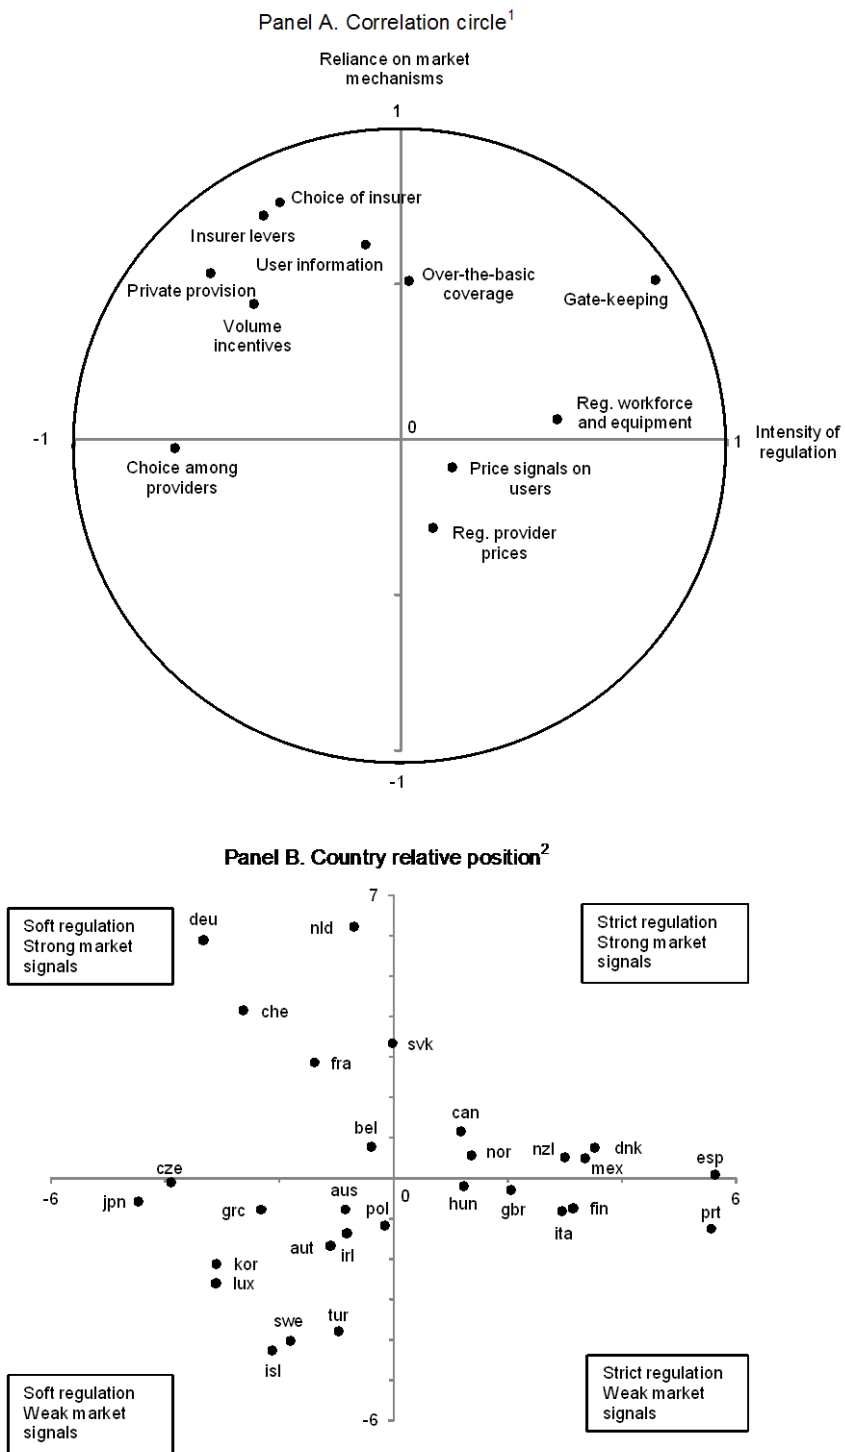 Panel A. Correlation circle1
Reliance on market
mechanisms
1
Choice of insurer
Insurer levers
User information
Private provision
Over-the-basic
coverage
Gate-keeping
Volume
incentives
Reg. workforce
and equipment
0
-1
1
Intensity of
regulation
Choice among
providers
Price signals on
users
Reg. provider
prices
-1
Panel B. Country relative position2
7
Soft regulation
Strong market
signals
deu
nld
Strict regulation
Strong market
signals
che
svk
fra
can
bel
nor
nzl
dnk
mex
esp
cze
-6
0
6
jpn
grc
aus
pol
hun
gbr
fin
ita
prt
aut
irl
kor
lux
swe
tur
isl
Soft regulation
Weak market
signals
Strict regulation
Weak market
signals
-6